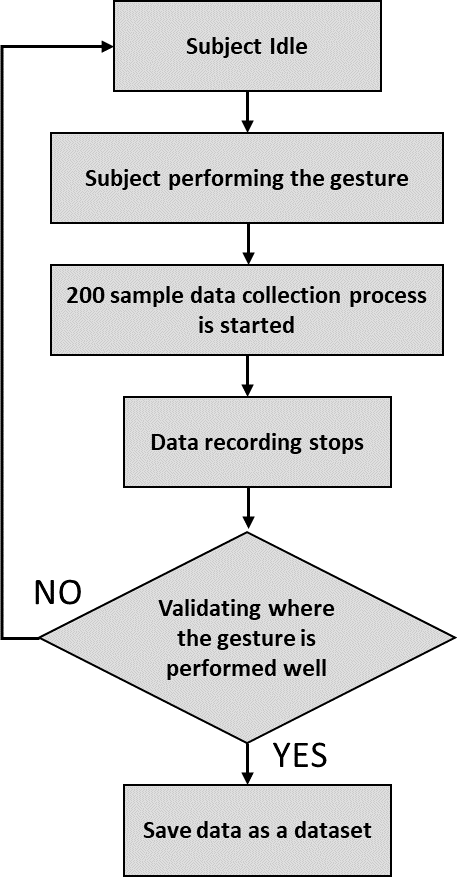 Subject Idle
Subject performing the gesture
200 sample data collection process
is started
Data recording stops
NO
Validating where
the gesture is
performed well
YES
Save data as a dataset